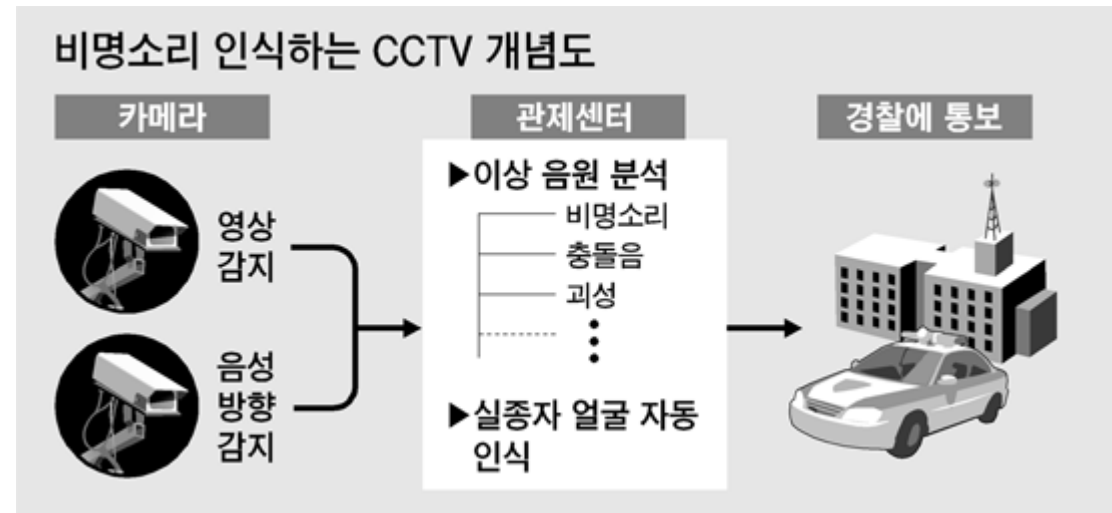 비명소리 인식하는 CCTV 개념도
카메라
영상
감지
음성
방향
감지
관제센터
▶이상 음원 분석
비명소리
충돌음
괴성
▶실종자 얼굴 자동
인식
경찰에 통보